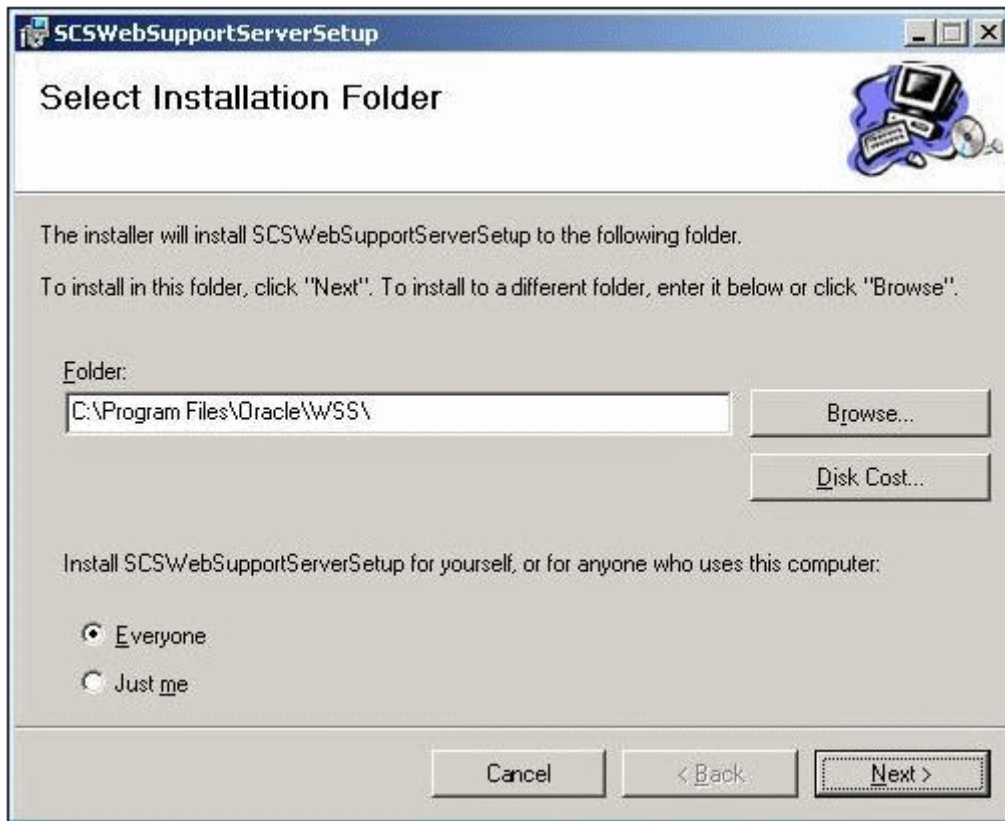 SCSWebSupportServerSetup
Select Installation Folder
The installer will install SCSWebSupportServerSetup to the following folder.
To install in this folder, click "Next". To install to a different folder, enter it below or click "Browse".
Folder:
C:\Program Files\Oracle\WSS\
Browse...
Disk Cost...
Install SCSWebSupportServerSetup for yourself, or for anyone who uses this computer:
Everyone
Just me
Cancel
< Back
Next >